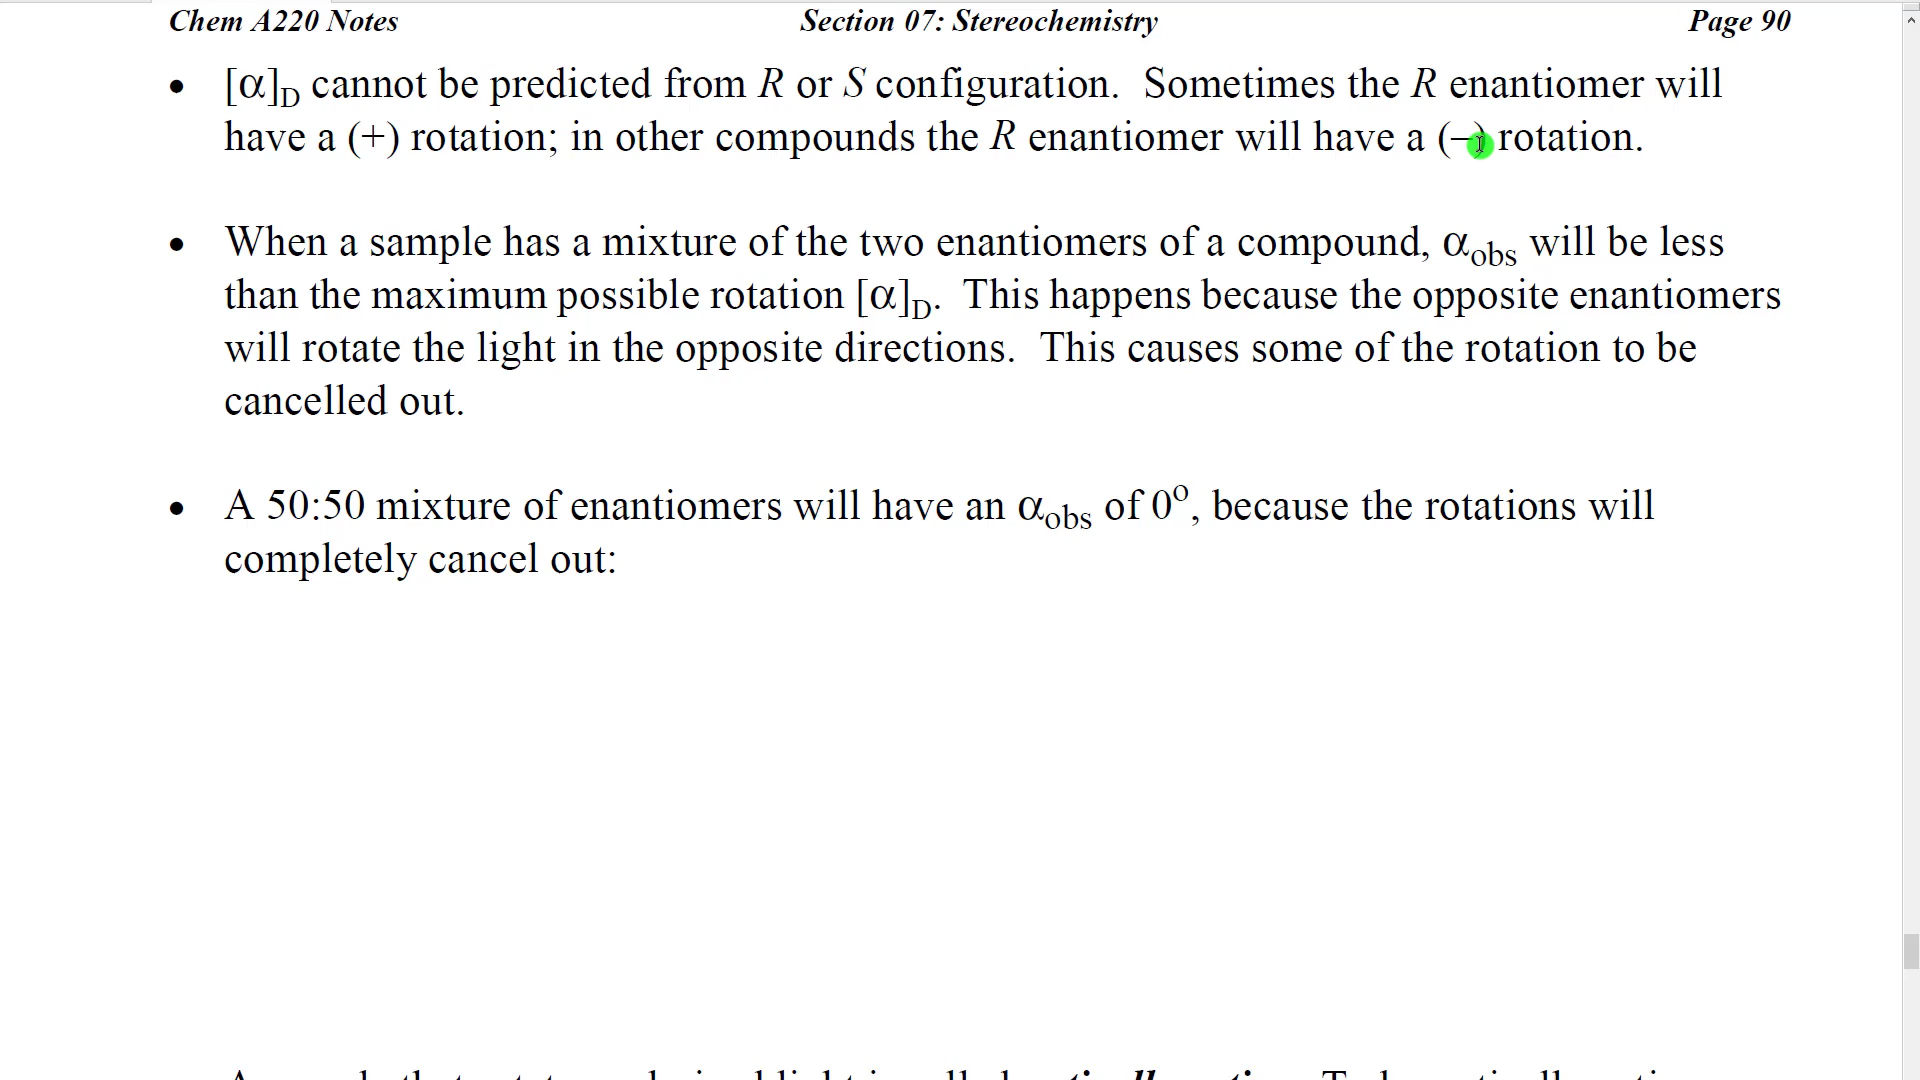 Chem A220 Notes Section 07: Stereochemistry Page 90
• [α]D cannot be predicted from R or S configuration. Sometimes the R enantiomer will
have a (+) rotation; in other compounds the R enantiomer will have a (–) rotation.
• When a sample has a mixture of the two enantiomers of a compound, αobs will be less
than the maximum possible rotation [α]D. This happens because the opposite enantiomers
will rotate the light in the opposite directions. This causes some of the rotation to be
cancelled out.
• A 50:50 mixture of enantiomers will have an αobs of 0°, because the rotations will
completely cancel out: